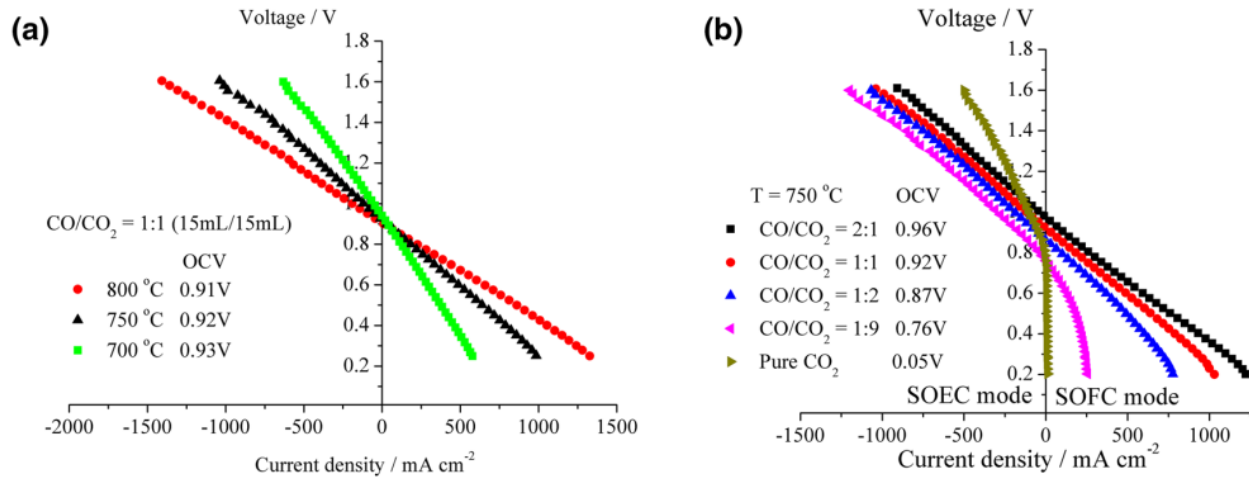 (a)
Voltage / V
1.8
1.6
1.4
1.2
0.8
0.6
0.4
0.2
CO/CO₂ = 1:1 (15mL/15mL)
OCV
800 °C 0.91V
750 °C 0.92V
700 °C 0.93V
-2000 -1500 -1000 -500 0 500 1000 1500
Current density / mA cm⁻²
(b)
Voltage / V
1.8
1.6
1.4
1.2
0.8
0.6
0.4
0.2
T = 750 °C OCV
CO/CO₂ = 2:1 0.96V
CO/CO₂ = 1:1 0.92V
CO/CO₂ = 1:2 0.87V
CO/CO₂ = 1:9 0.76V
Pure CO₂ 0.05V
SOEC mode SOFC mode
-1500 -1000 -500 0 500 1000
Current density / mA cm⁻²